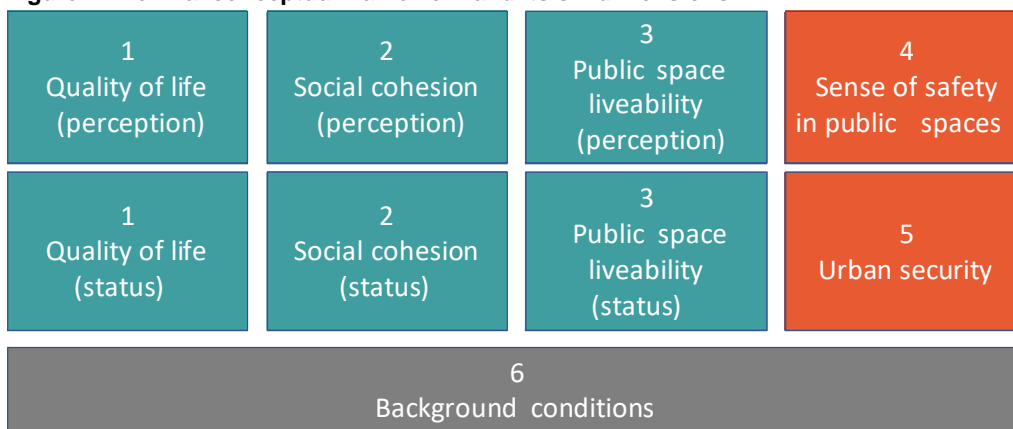 1
Quality of life
(perception)
2
Social cohesion
(perception)
3
Public space
liveability
(perception)
4
Sense of safety
in public spaces
1
Quality of life
(status)
2
Social cohesion
(status)
3
Public space
liveability
(status)
5
Urban security
6
Background conditions